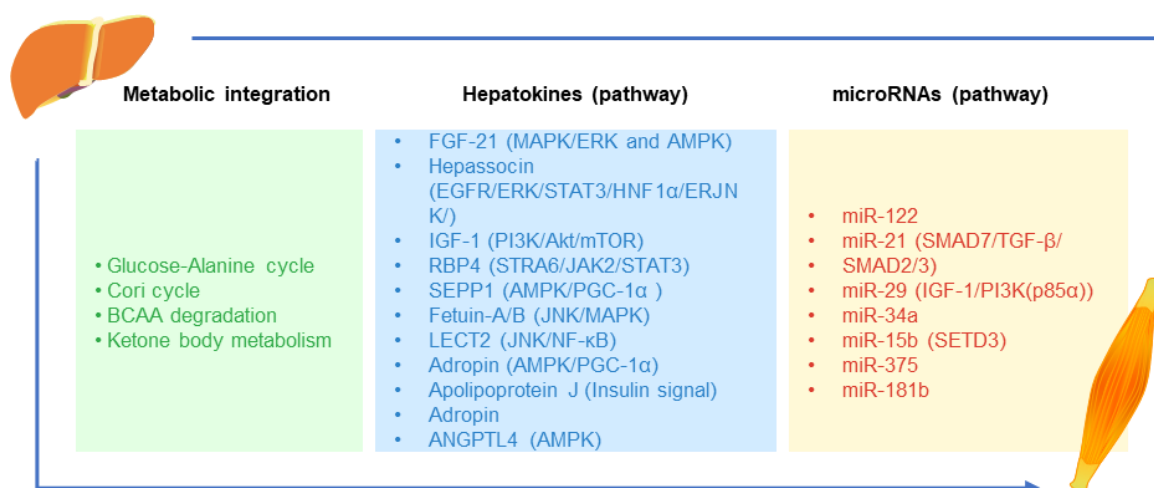 Metabolic integration
Hepatokines (pathway)
microRNAs (pathway)
• Glucose-Alanine cycle
• Cori cycle
• BCAA degradation
• Ketone body metabolism
• FGF-21 (MAPK/ERK and AMPK)
• Hepassocin
(EGFR/ERK/STAT3/HNF1α/ERJN
K/)
• IGF-1 (PI3K/Akt/mTOR)
• RBP4 (STRA6/JAK2/STAT3)
• SEPP1 (AMPK/PGC-1α )
• Fetuin-A/B (JNK/MAPK)
• LECT2 (JNK/NF-κB)
• Adropin (AMPK/PGC-1α)
• Apolipoprotein J (Insulin signal)
• Adropin
• ANGPTL4 (AMPK)
• miR-122
• miR-21 (SMAD7/TGF-β/
• SMAD2/3)
• miR-29 (IGF-1/PI3K(p85α))
• miR-34a
• miR-15b (SETD3)
• miR-375
• miR-181b